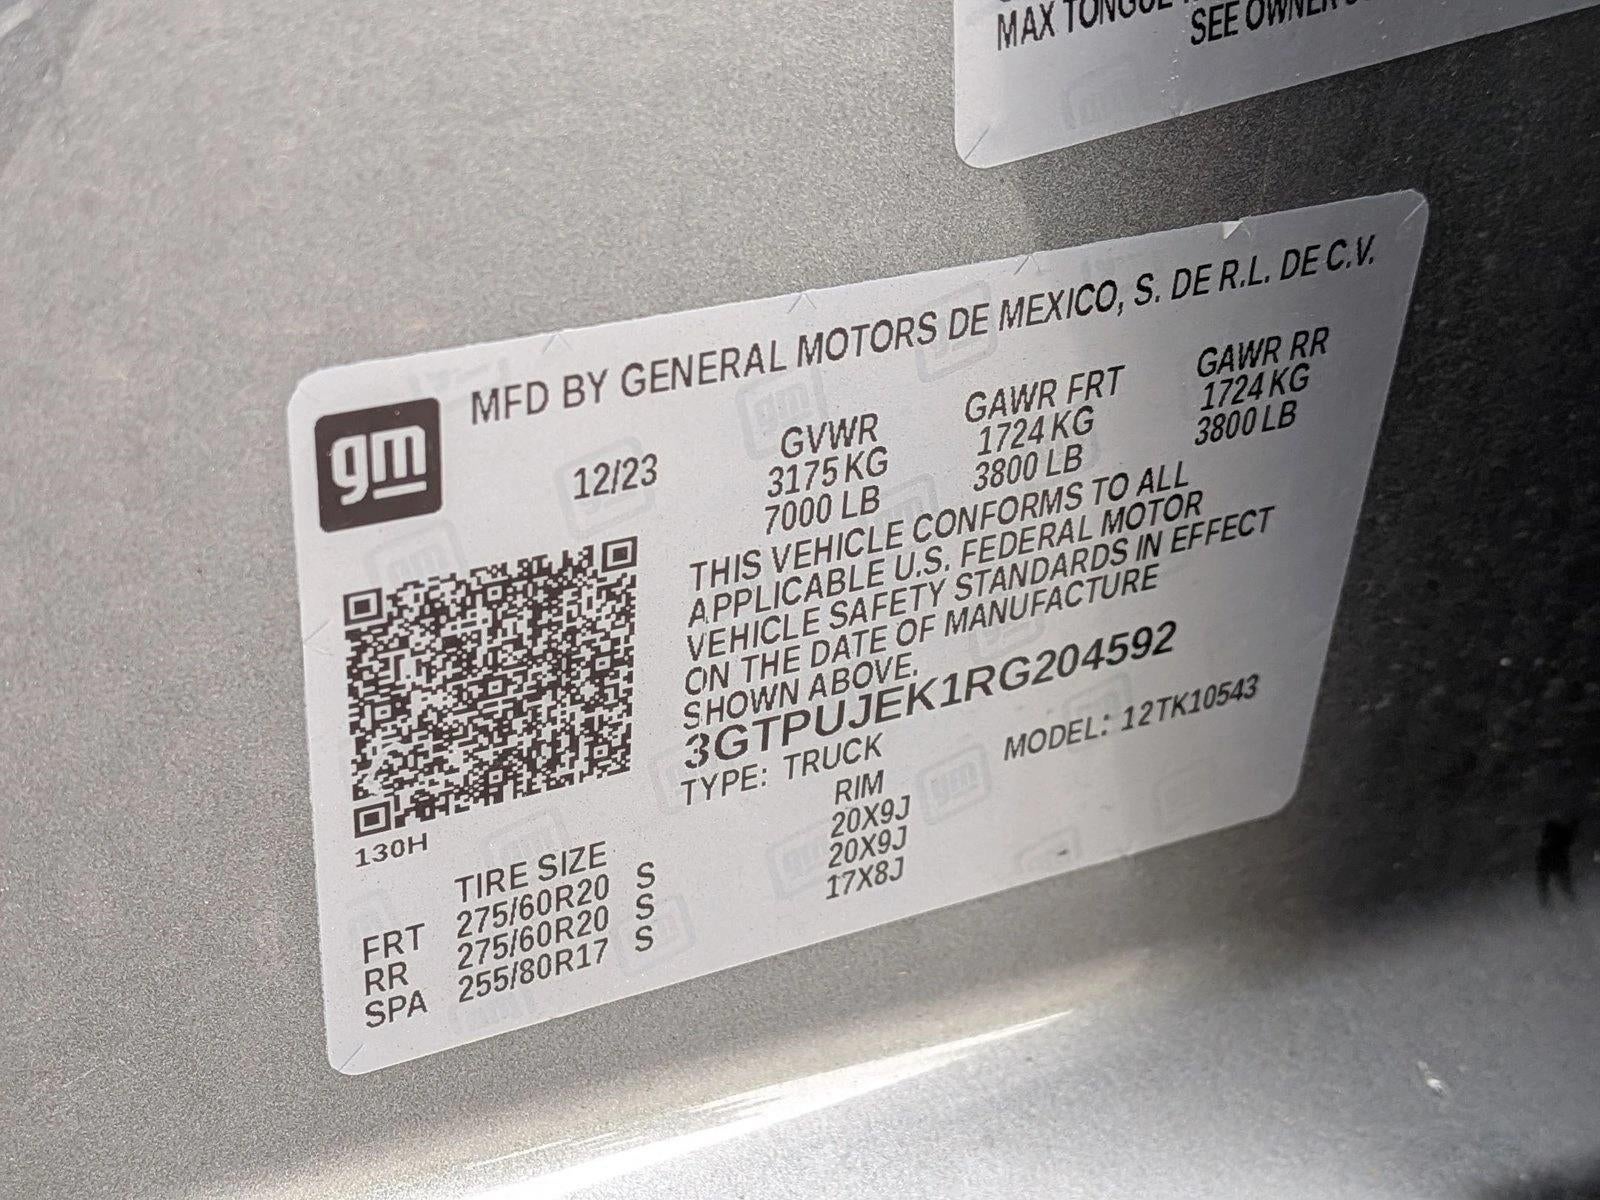 MAX TONGUE
SEE OWNER
MFD BY GENERAL MOTORS DE MEXICO, S. DE R.L. DE C.V.
gm
12/23
GVWR GAWR FRT GAWR RR
3175 KG 1724 KG 1724 KG
7000 LB 3800 LB 3800 LB
THIS VEHICLE CONFORMS TO ALL
APPLICABLE U.S. FEDERAL MOTOR
VEHICLE SAFETY STANDARDS IN EFFECT
ON THE DATE OF MANUFACTURE
SHOWN ABOVE.
3GTPUJEK1RG204592
TYPE: TRUCK MODEL: 12TK10543
130H
TIRE SIZE RIM
FRT 275/60R20 S 20X9J
RR 275/60R20 S 20X9J
SPA 255/80R17 S 17X8J